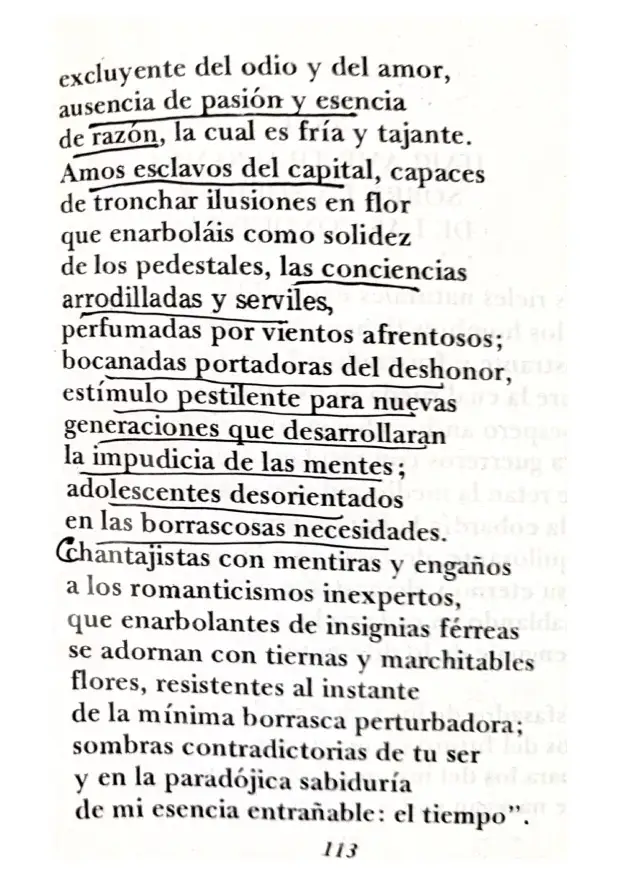 excluyente del odio y del amor,
ausencia de pasión y esencia
de razón, la cual es fría y tajante.
Amos esclavos del capital, capaces
de tronchar ilusiones en flor
que enarboláis como solidez
de los pedestales, las conciencias
arrodilladas y serviles,
perfumadas por vientos afrentosos;
bocanadas portadoras del deshonor,
estímulo pestilente para nuevas
generaciones que desarrollaran
la impudicia de las mentes;
adolescentes desorientados
en las borrascosas necesidades.
Chantajistas con mentiras y engaños
a los romanticismos inexpertos,
que enarbolantes de insignias férreas
se adornan con tiernas y marchitables
flores, resistentes al instante
de la mínima borrasca perturbadora;
sombras contradictorias de tu ser
y en la paradójica sabiduría
de mi esencia entrañable: el tiempo”.
113